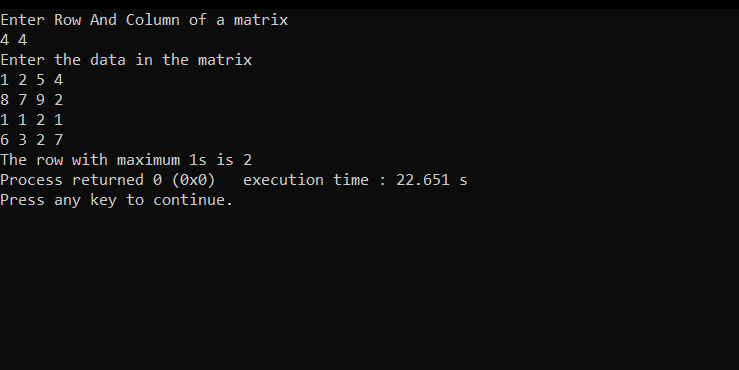 Enter Row And Column of a matrix
4 4
Enter the data in the matrix
1 2 5 4
8 7 9 2
1 1 2 1
6 3 2 7
The row with maximum 1s is 2
Process returned 0 (0x0)   execution time : 22.651 s
Press any key to continue.